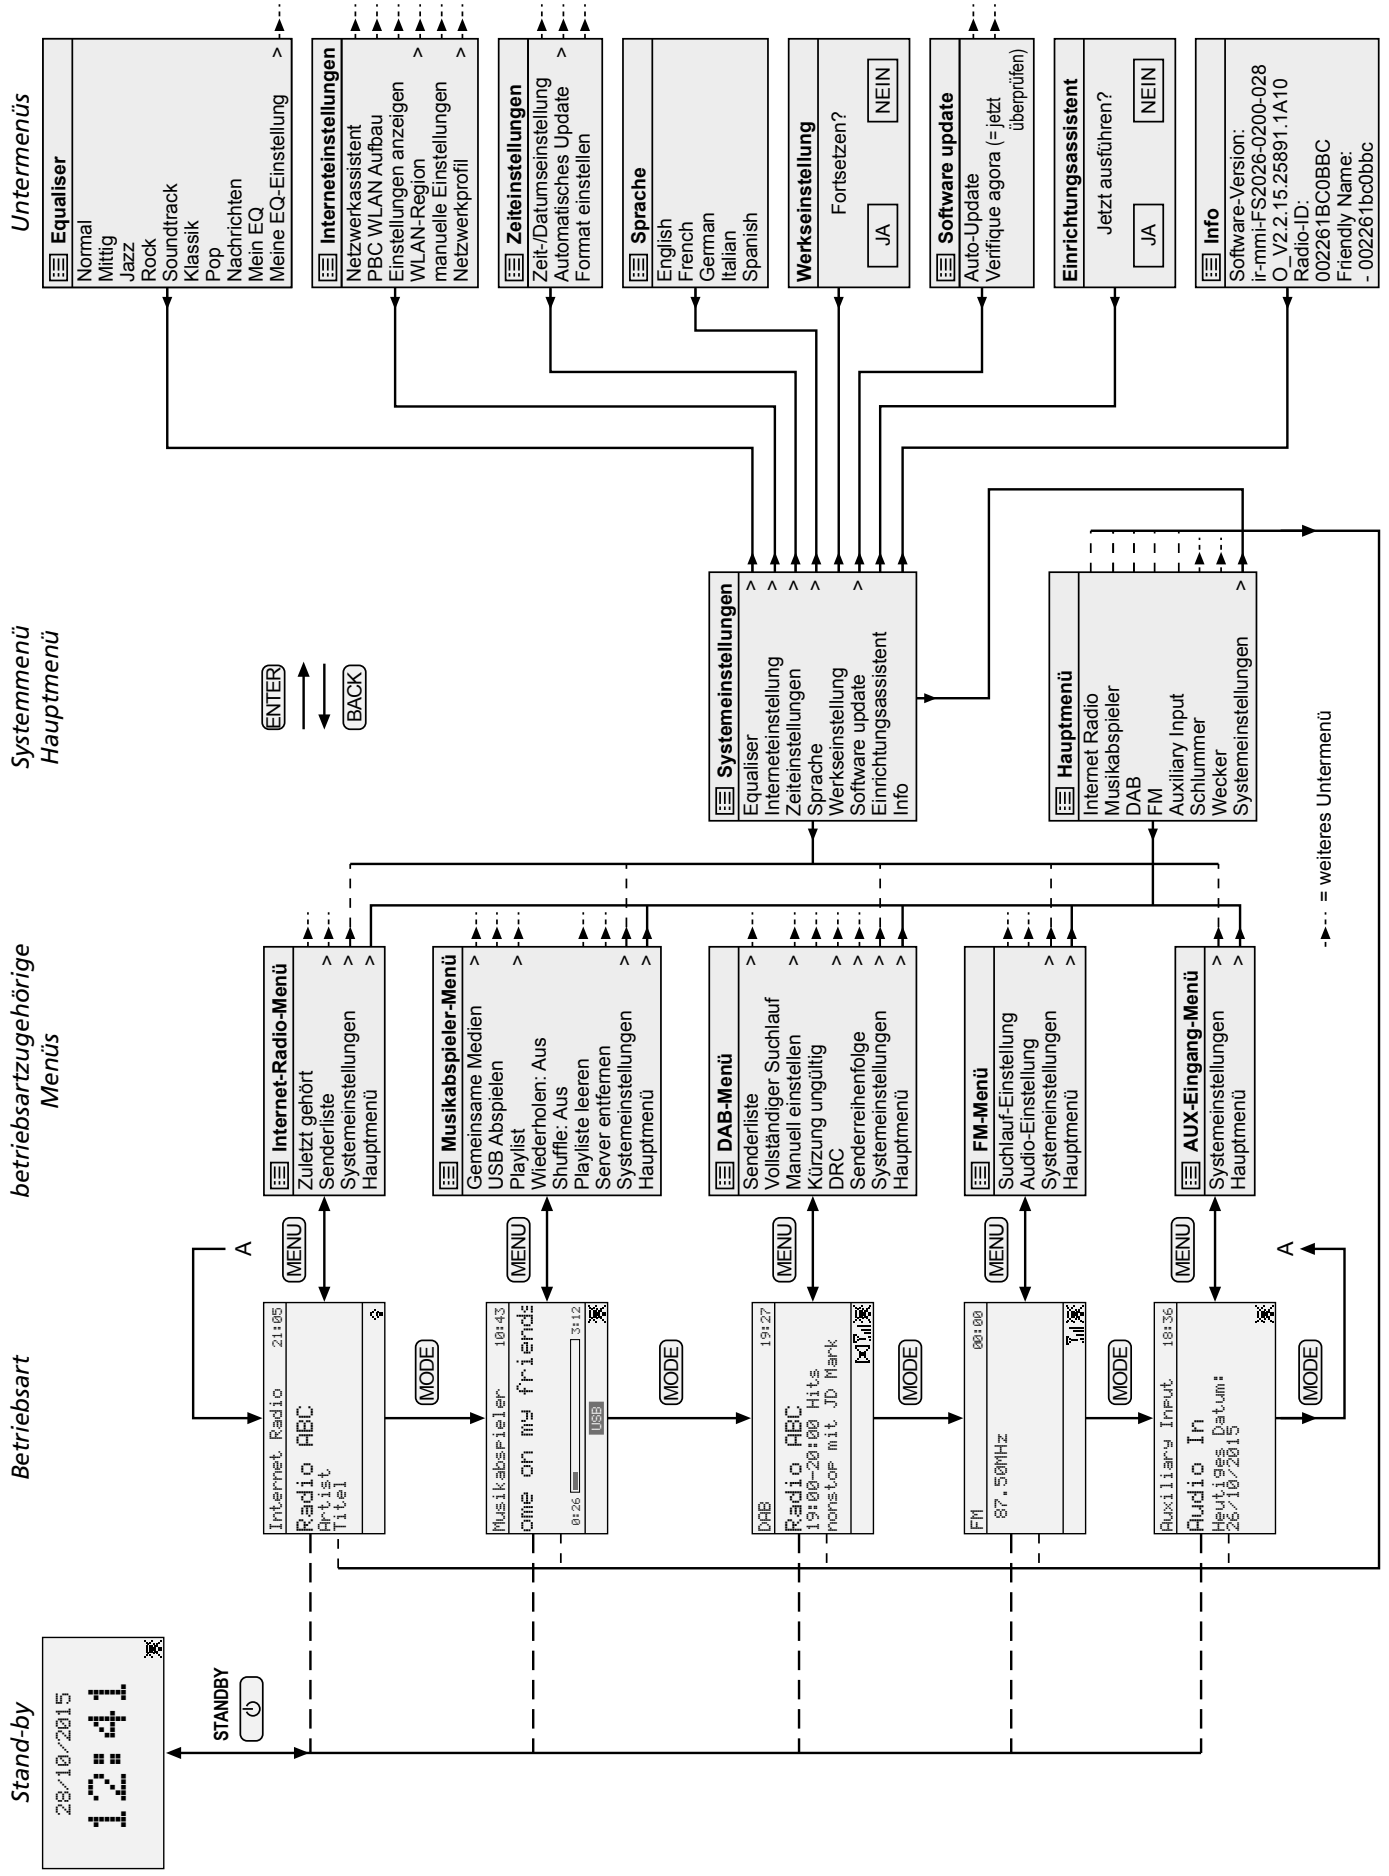 Stand-by
Betriebsart
betriebsartzugehörige
Menüs
Systemmenü
Hauptmenü
Untermenüs
28/10/2015
12:41
STANDBY
A
Internet Radio 21:05
Radio ABC
Artist
Titel
MODE
Musikabspieler 10:43
ome on my friends
0:26 3:12
USB
MODE
DAB 19:27
Radio ABC
19:00-20:00 Hits
nonstop mit JD Mark
MODE
FM 00:00
87.50MHz
MODE
Auxiliary Input 18:36
Audio In
Heutiges Datum:
26/10/2015
MODE
A
MENU
MENU
MENU
MENU
MENU
Internet-Radio-Menü
Zuletzt gehört
Senderliste >
Systemeinstellungen >
Hauptmenü >
Musikabspieler-Menü
Gemeinsame Medien >
USB Abspielen
Playlist >
Wiederholen: Aus
Shuffle: Aus
Playliste leeren
Server entfernen
Systemeinstellungen >
Hauptmenü >
DAB-Menü
Senderliste >
Vollständiger Suchlauf
Manuell einstellen >
Kürzung ungültig
DRC >
Senderreihenfolge >
Systemeinstellungen >
Hauptmenü >
FM-Menü
Suchlauf-Einstellung
Audio-Einstellung
Systemeinstellungen >
Hauptmenü >
AUX-Eingang-Menü
Systemeinstellungen >
Hauptmenü >
ENTER
BACK
Systemeinstellungen
Equaliser >
Interneteinstellung >
Zeiteinstellungen >
Sprache >
Werkseinstellung
Software update >
Einrichtungsassistent
Info
Hauptmenü
Internet Radio
Musikabspieler
DAB
FM
Auxiliary Input
Schlummer
Wecker
Systemeinstellungen >
= weiteres Untermenü
Equaliser
Normal
Mittig
Jazz
Rock
Soundtrack
Klassik
Pop
Nachrichten
Mein EQ
Meine EQ-Einstellung >
Interneteinstellungen
Netzwerkassistent
PBC WLAN Aufbau
Einstellungen anzeigen
WLAN-Region >
manuelle Einstellungen
Netzwerkprofil >
Zeiteinstellungen
Zeit-/Datumseinstellung
Automatisches Update >
Format einstellen
Sprache
English
French
German
Italian
Spanish
Werkseinstellung
Fortsetzen?
JA NEIN
Software update
Auto-Update
Verifique agora (= jetzt
überprüfen)
Einrichtungsassistent
Jetzt ausführen?
JA NEIN
Info
Software-Version:
ir-mmi-FS2026-0200-028
O_V2.2.15.25891.1A10
Radio-ID:
002261BC0BBC
Friendly Name:
- 002261bc0bbc